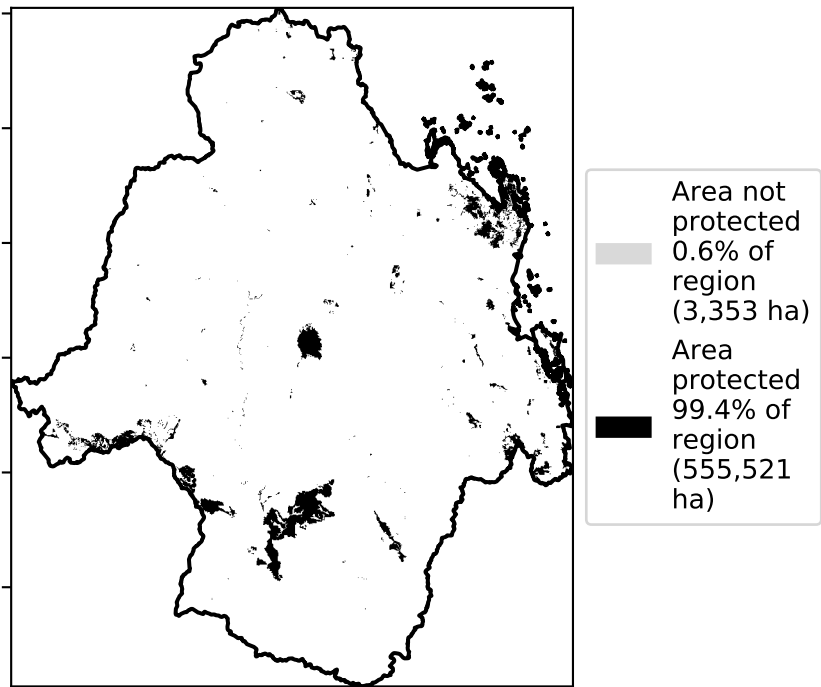 Area not
protected
0.6% of
region
(3,353 ha)
Area
protected
99.4% of
region
(555,521
ha)